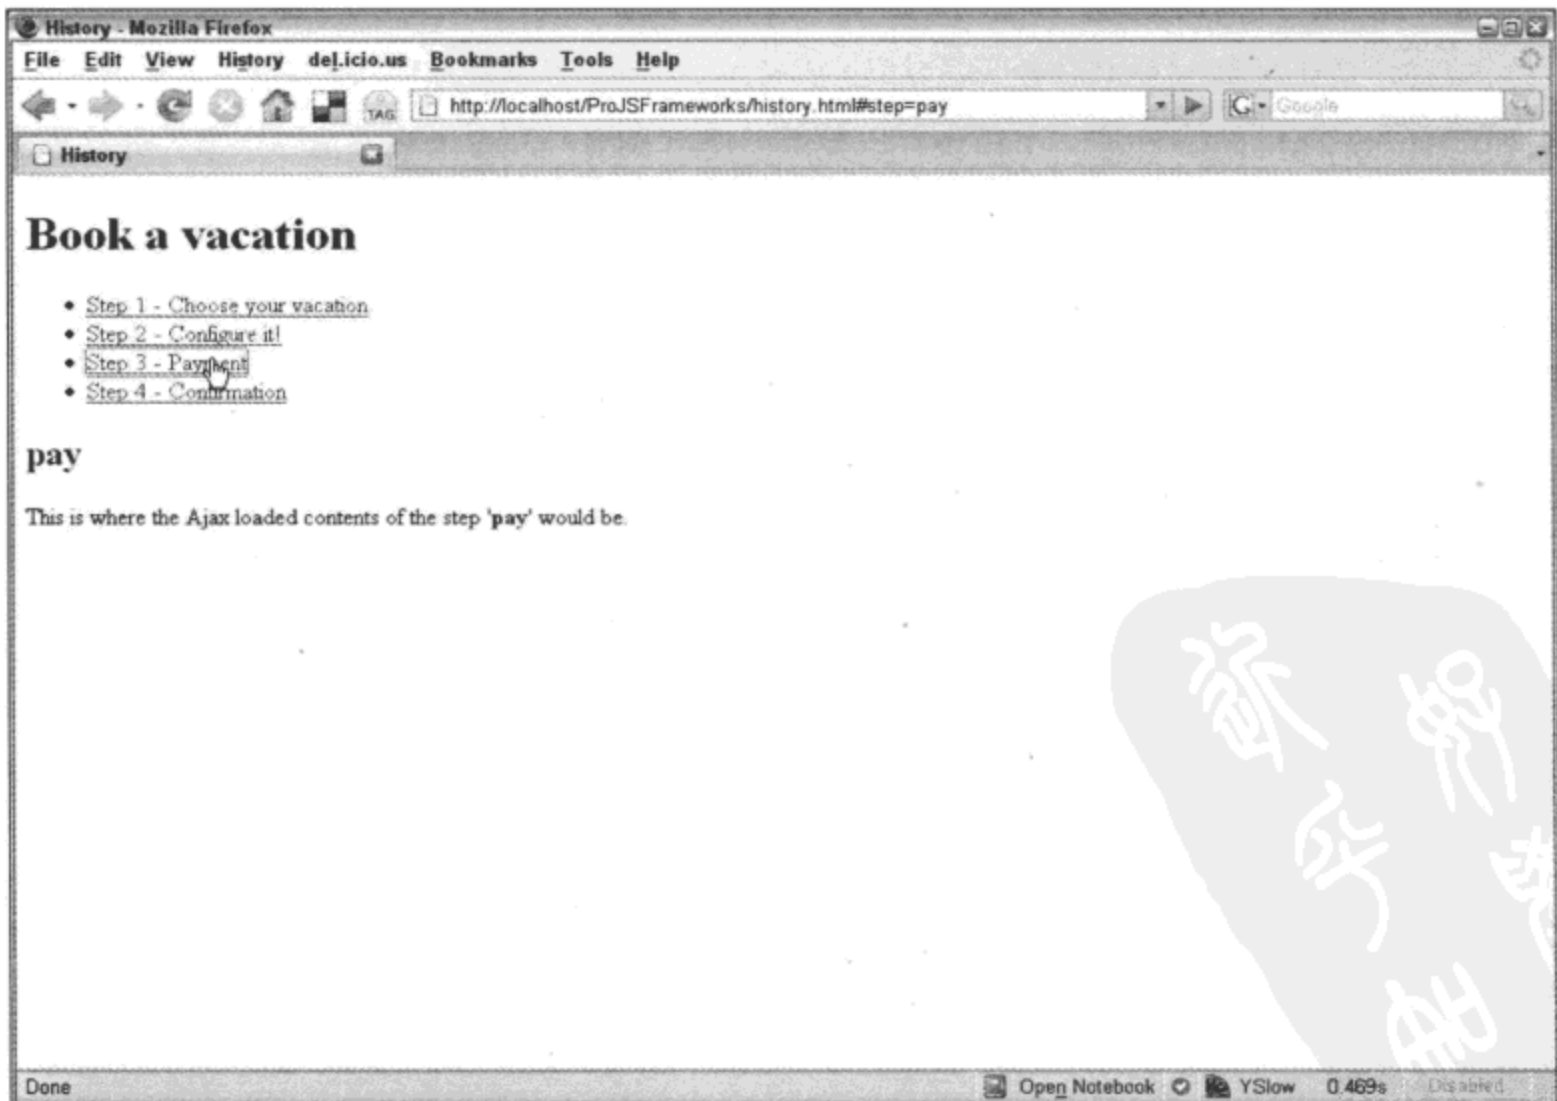 History - Mozilla Firefox
File Edit View History del.icio.us Bookmarks Tools Help
TAG http://localhost/ProJSFrameworks/history.html#step=pay G Google
History
Book a vacation
• Step 1 - Choose your vacation
• Step 2 - Configure it!
• Step 3 - Payment
• Step 4 - Confirmation
pay
This is where the Ajax loaded contents of the step 'pay' would be.
Done Open Notebook YSlow 0.469s Disabled